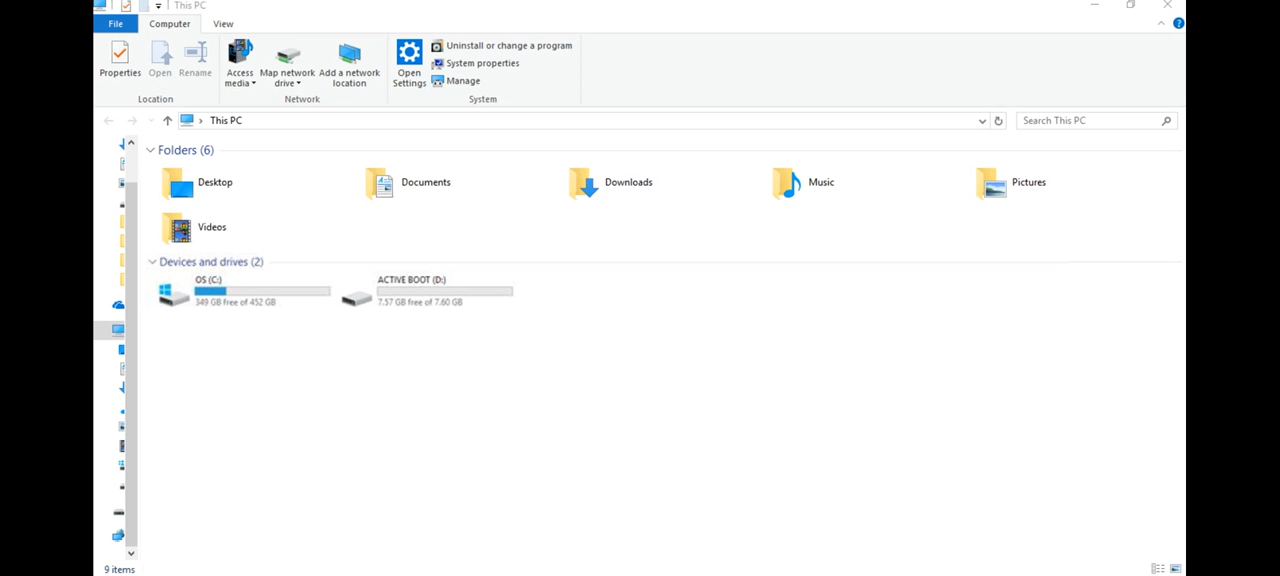 This PC
File Computer View
Properties Open Rename Access media Map network drive Add a network location Open Settings Uninstall or change a program
System properties
Manage
Location Network System
This PC Search This PC
Folders (6)
Desktop Documents Downloads Music Pictures
Videos
Devices and drives (2)
OS (C:) ACTIVE BOOT (D:)
349 GB free of 452 GB 7.57 GB free of 7.60 GB
9 items